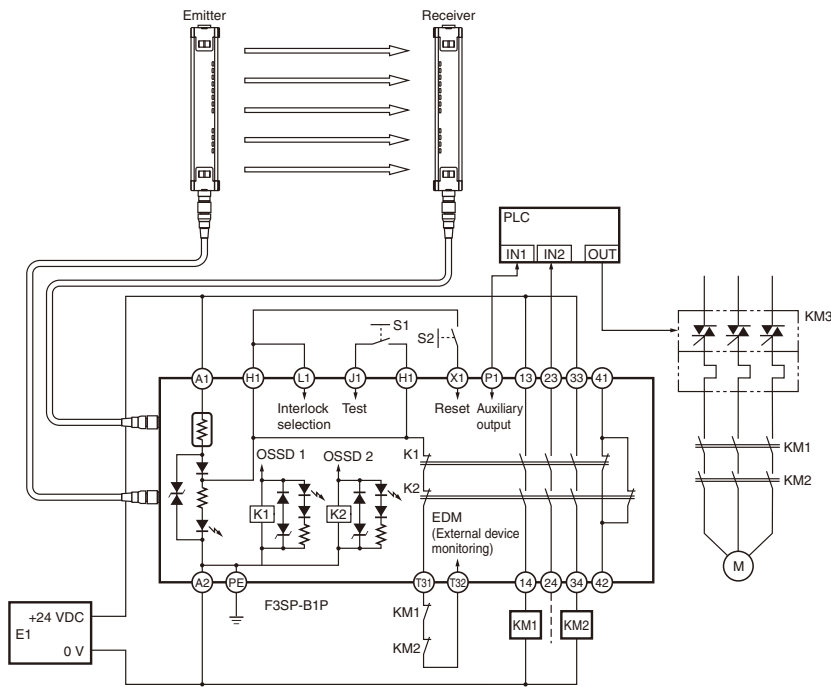 Emitter
Receiver
PLC
IN1 IN2 OUT
KM3
S1
S2
A1 H1 L1 J1 H1 X1 P1 13 23 33 41
Interlock
selection
Test
Reset
Auxiliary
output
KM1
KM2
K1
OSSD 1
OSSD 2
K2
K1
K2
EDM
(External device
monitoring)
M
A2 PE T31 T32 14 24 34 42
F3SP-B1P
+24 VDC
E1
0 V
KM1
KM2
KM1
KM2